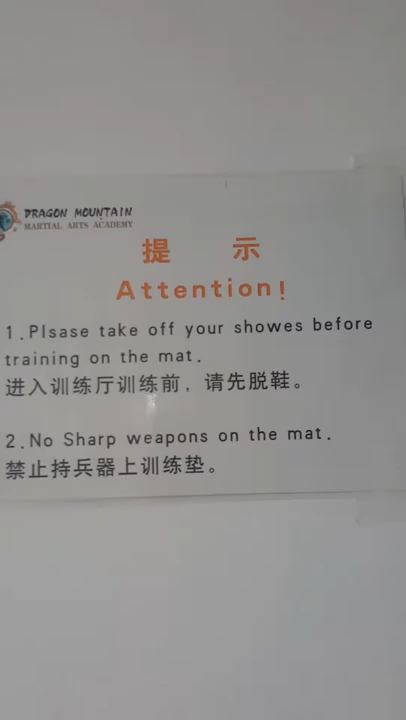 DRAGON MOUNTAIN
MARTIAL ARTS ACADEMY
提 示
Attention!
1.Plsase take off your showes before
training on the mat.
进入训练厅训练前，请先脱鞋。
2.No Sharp weapons on the mat.
禁止持兵器上训练垫。